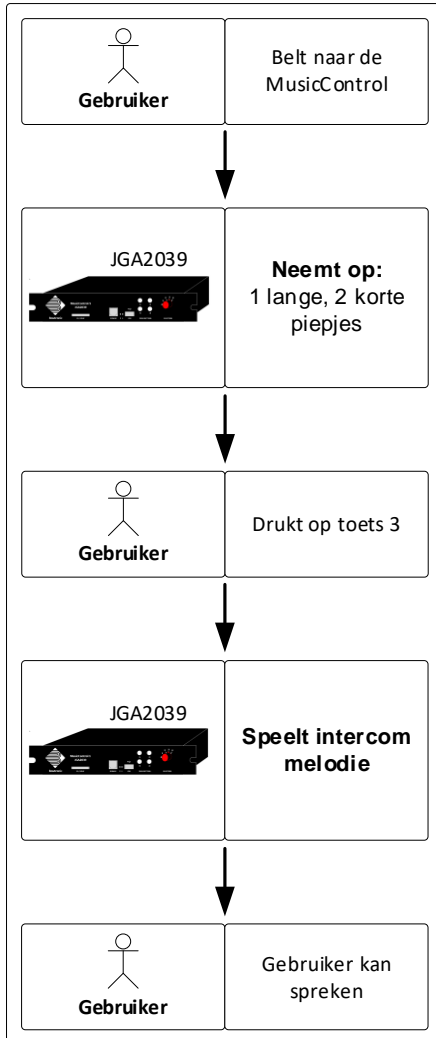 Gebruiker
Belt naar de
MusicControl
JGA2039
Neemt op:
1 lange, 2 korte
piepjes
Gebruiker
Drukt op toets 3
JGA2039
Speelt intercom
melodie
Gebruiker
Gebruiker kan
spreken